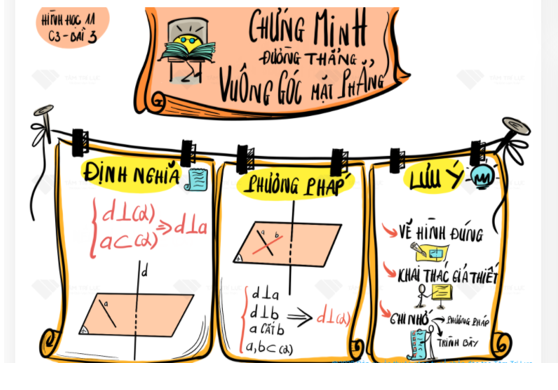 HÌNH HỌC 11
C3 - BÀI 3
CHỨNG MINH
ĐƯỜNG THẲNG
VUÔNG GÓC MẶT PHẲNG
ĐỊNH NGHĨA
d⊥(α)
a⊂(α) ⇒ d⊥a
d
a
PHƯƠNG PHÁP
a b
d⊥a
d⊥b
a cắt b
a,b⊂(α) ⇒ d⊥(α)
LƯU Ý
VẼ HÌNH ĐÚNG
KHAI THÁC GIẢ THIẾT
GHI NHỚ → PHƯƠNG PHÁP
TRÌNH BÀY